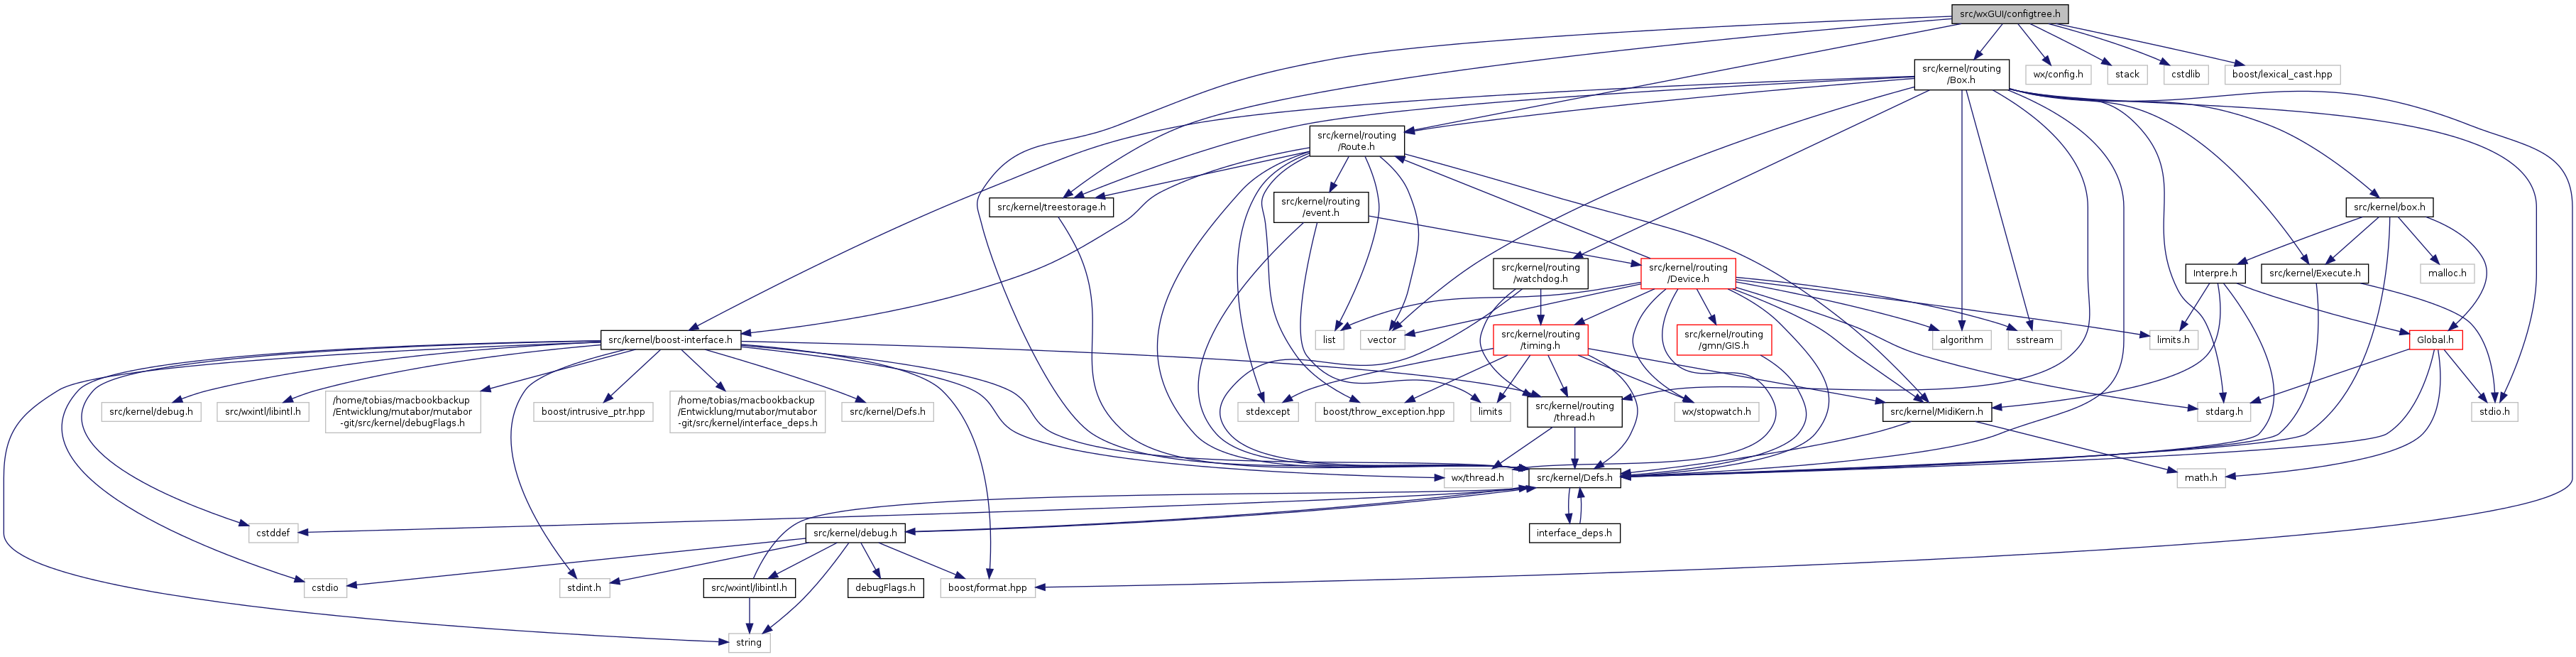 src/wxGUI/configtree.h
src/kernel/routing
/Box.h
wx/config.h
stack
cstdlib
boost/lexical_cast.hpp
src/kernel/routing
/Route.h
src/kernel/treestorage.h
src/kernel/routing
/event.h
src/kernel/box.h
src/kernel/routing
/watchdog.h
src/kernel/routing
/Device.h
Interpre.h
src/kernel/Execute.h
malloc.h
src/kernel/boost-interface.h
list
vector
src/kernel/routing
/timing.h
src/kernel/routing
/gmn/GIS.h
algorithm
sstream
limits.h
Global.h
src/kernel/debug.h
src/wxintl/libintl.h
/home/tobias/macbookbackup
/Entwicklung/mutabor/mutabor
-git/src/kernel/debugFlags.h
boost/intrusive_ptr.hpp
/home/tobias/macbookbackup
/Entwicklung/mutabor/mutabor
-git/src/kernel/interface_deps.h
src/kernel/Defs.h
stdexcept
boost/throw_exception.hpp
limits
src/kernel/routing
/thread.h
wx/stopwatch.h
src/kernel/MidiKern.h
stdarg.h
stdio.h
wx/thread.h
src/kernel/Defs.h
math.h
cstddef
src/kernel/debug.h
interface_deps.h
cstdio
stdint.h
src/wxintl/libintl.h
debugFlags.h
boost/format.hpp
string